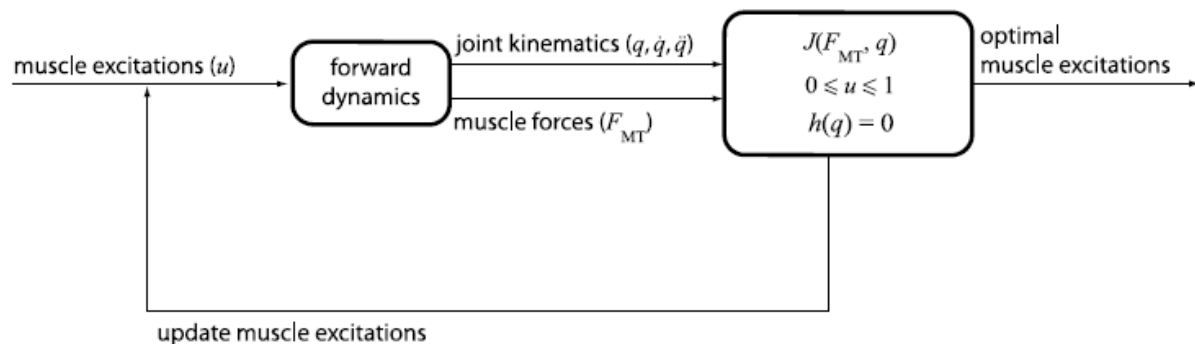 muscle excitations (u)
forward
dynamics
joint kinematics (q, q̇, q̈)
muscle forces (F_MT)
J(F_MT, q)
0 ⩽ u ⩽ 1
h(q) = 0
optimal
muscle excitations
update muscle excitations